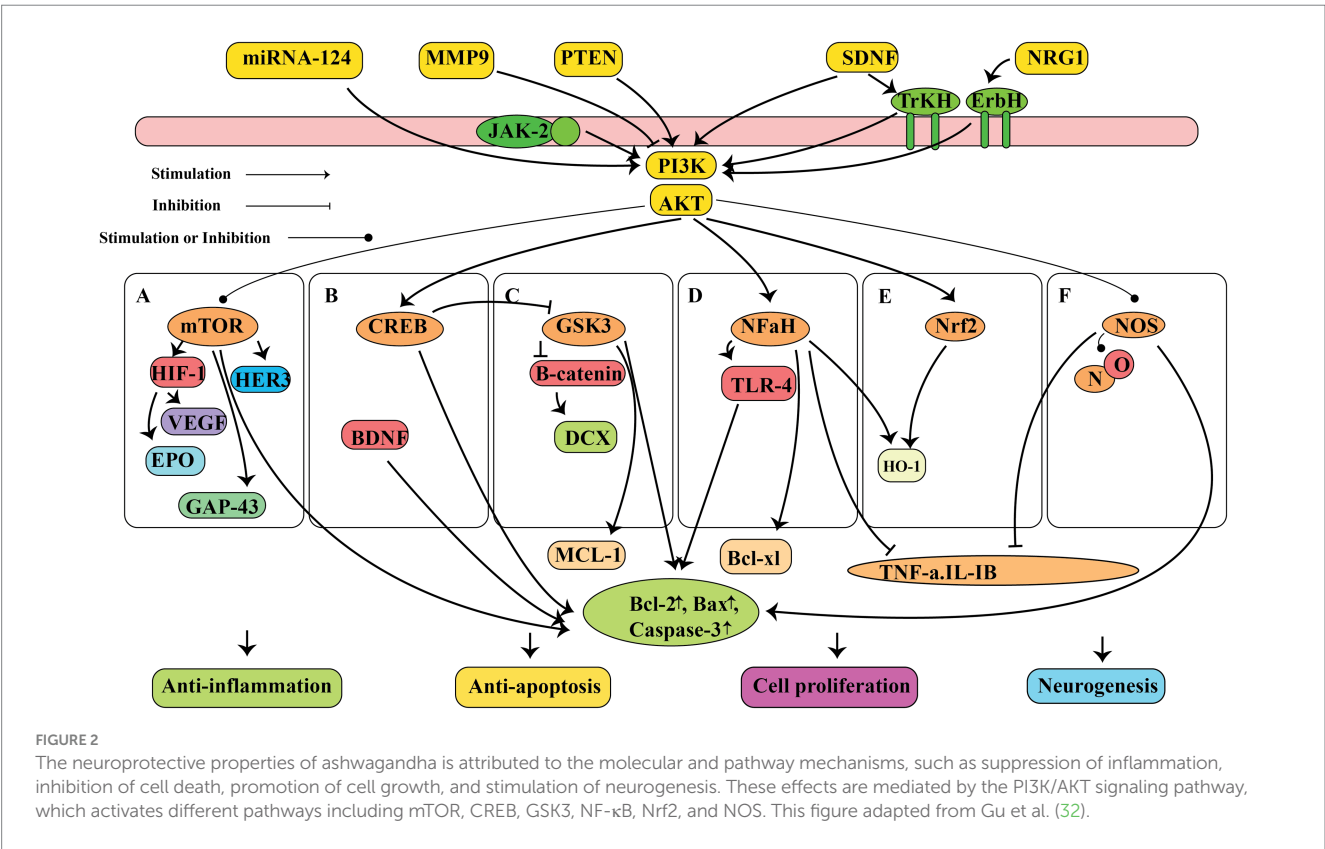 miRNA-124
MMP9
PTEN
SDNF
NRG1
TrKH
ErbH
JAK-2
PI3K
AKT
Stimulation
Inhibition
Stimulation or Inhibition
A
B
C
D
E
F
mTOR
CREB
GSK3
NFaH
Nrf2
NOS
HIF-1
HER3
VEGF
EPO
GAP-43
BDNF
B-catenin
DCX
TLR-4
HO-1
N
O
MCL-1
Bcl-xl
TNF-a.IL-IB
Bcl-2↑, Bax↑,
Caspase-3↑
Anti-inflammation
Anti-apoptosis
Cell proliferation
Neurogenesis
FIGURE 2
The neuroprotective properties of ashwagandha is attributed to the molecular and pathway mechanisms, such as suppression of inflammation,
inhibition of cell death, promotion of cell growth, and stimulation of neurogenesis. These effects are mediated by the PI3K/AKT signaling pathway,
which activates different pathways including mTOR, CREB, GSK3, NF-κB, Nrf2, and NOS. This figure adapted from Gu et al. (32).